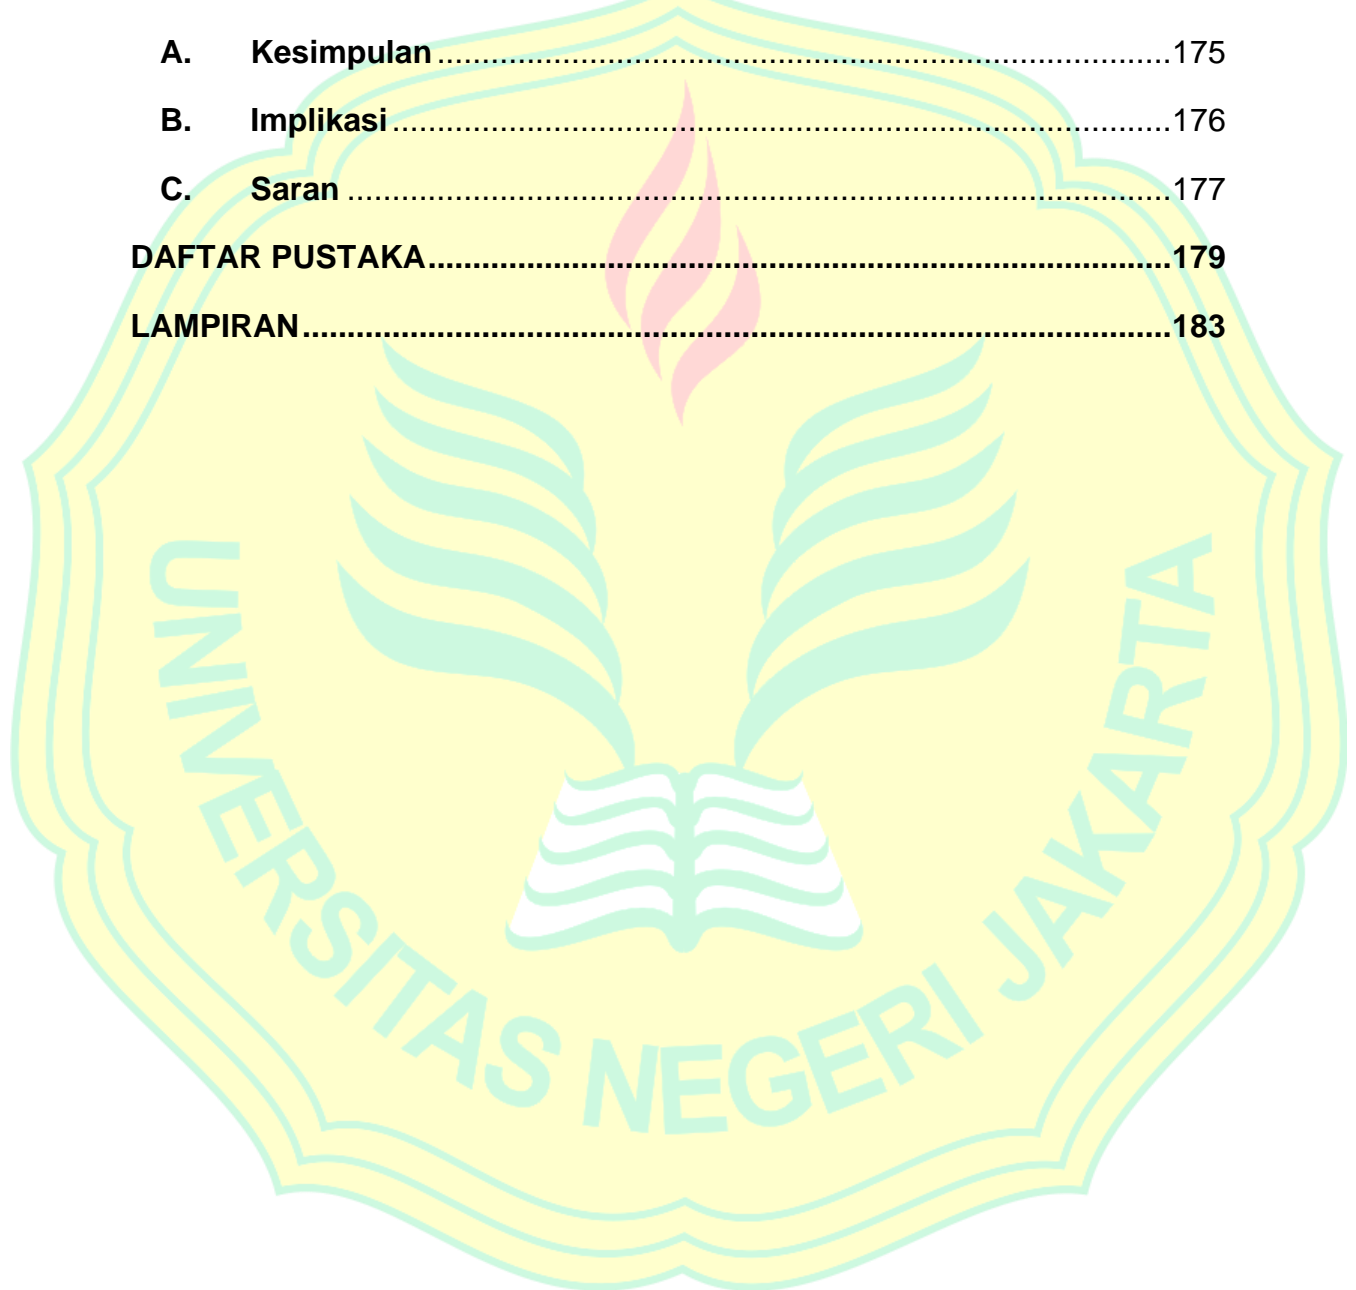 A. Kesimpulan ........................................................................................ 175
B. Implikasi ........................................................................................ 176
C. Saran ........................................................................................ 177
DAFTAR PUSTAKA ........................................................................................ 179
LAMPIRAN ........................................................................................ 183
UNIVERSITAS NEGERI JAKARTA